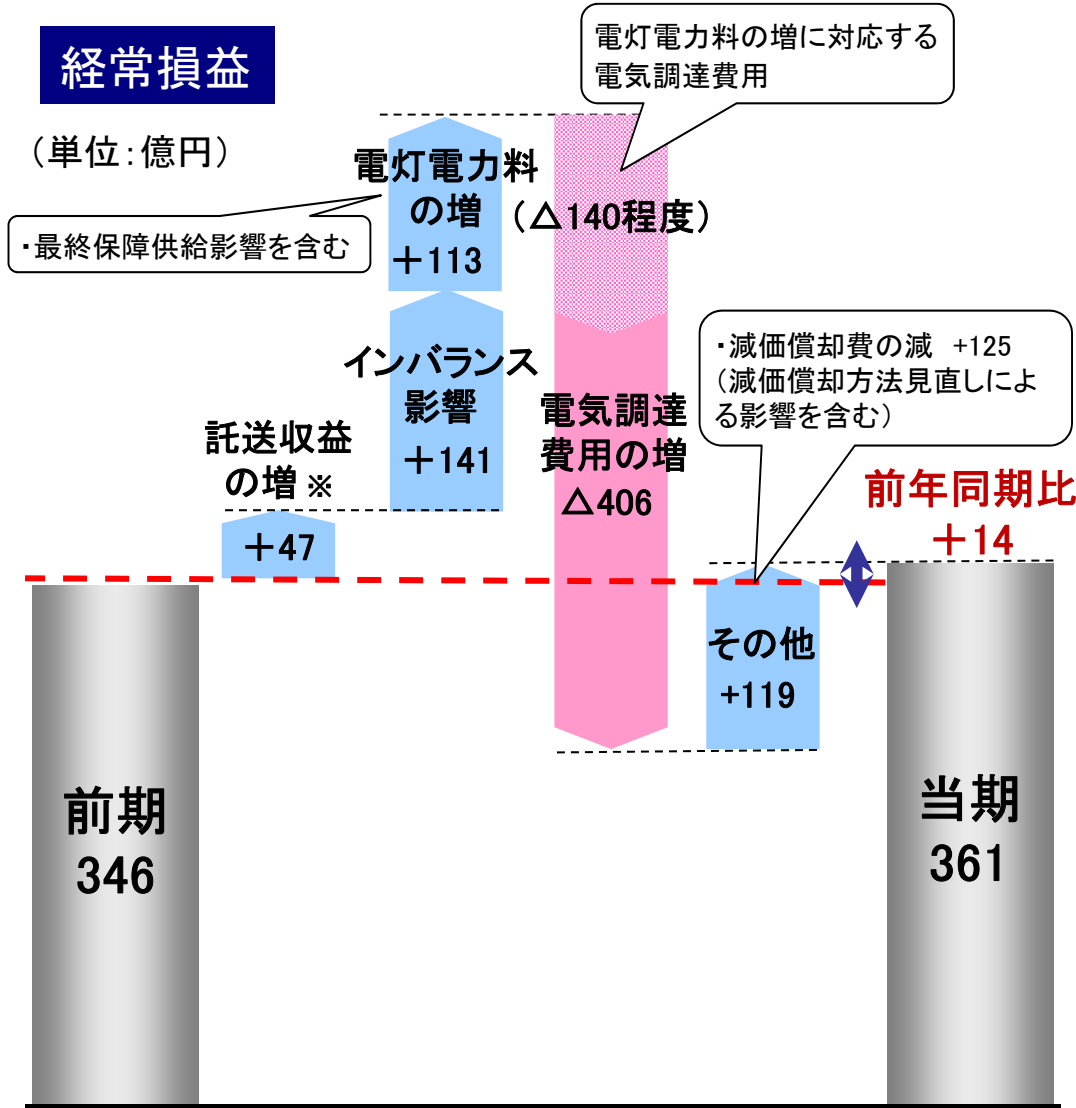 経常損益
（単位：億円）
電灯電力料の増に対応する
電気調達費用
電灯電力料
の増
＋113
（△140程度）
・最終保障供給影響を含む
インバランス
影響
＋141
・減価償却費の減 +125
（減価償却方法見直しによ
る影響を含む）
託送収益
の増※
＋47
電気調達
費用の増
△406
前年同期比
＋14
その他
+119
前期
346
当期
361